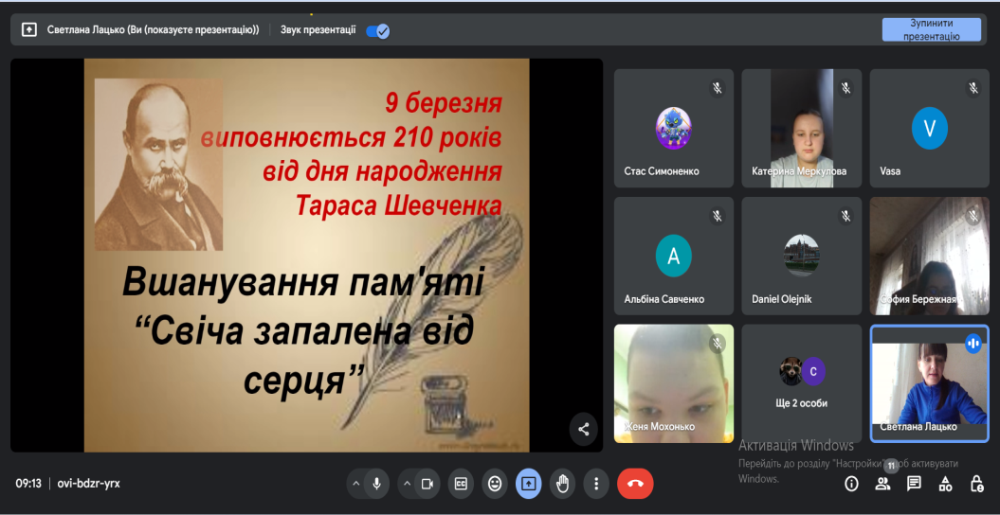 Светлана Лацько (Ви (показуєте презентацію))
Звук презентації
Зупинити
презентацію
9 березня
виповнюється 210 років
від дня народження
Тараса Шевченка
Вшанування пам'яті
“Свіча запалена від
серця”
Стас Симоненко
Катерина Меркулова
V
Vasa
А
Альбіна Савченко
Daniel Olejnik
София Бережная
Женя Мохонько
с
Ще 2 особи
Светлана Лацько
Активація Windows
Перейдіть до розділу "Настройки" щоб активувати
Windows.
09:13 | ovi-bdzr-yrx
11